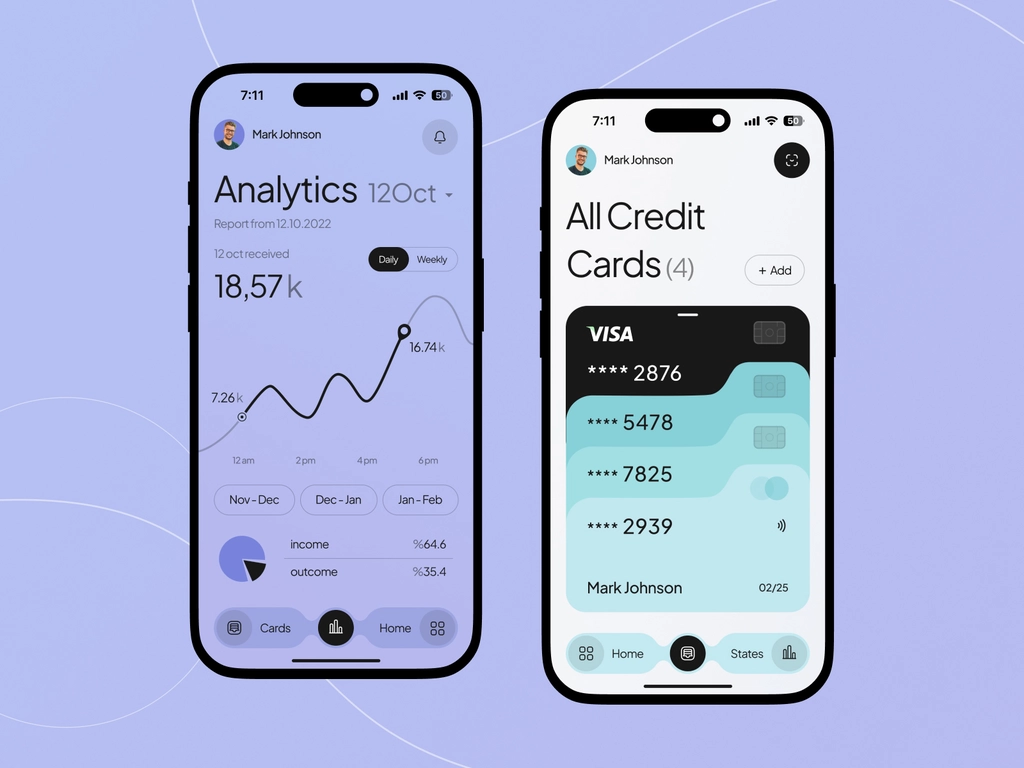 7:11
50
Mark Johnson
Analytics 12Oct
Report from 12.10.2022
12 oct received
Daily Weekly
18,57 k
16.74 k
7.26 k
12 am 2 pm 4 pm 6 pm
Nov - Dec Dec - Jan Jan - Feb
income %64.6
outcome %35.4
Cards Home
7:11
50
Mark Johnson
All Credit
Cards (4)
+ Add
VISA
**** 2876
**** 5478
**** 7825
**** 2939
Mark Johnson 02/25
Home States